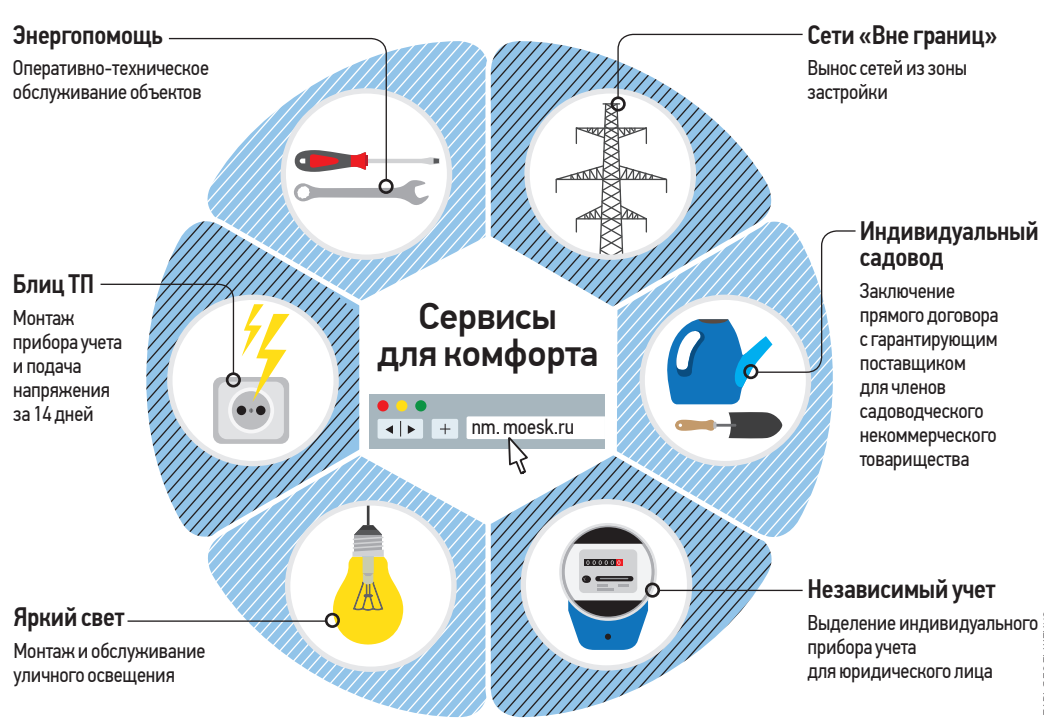 Энергопомощь
Оперативно-техническое
обслуживание объектов
Сети «Вне границ»
Вынос сетей из зоны
застройки
Индивидуальный
садовод
Заключение
прямого договора
с гарантирующим
поставщиком
для членов
садоводческого
некоммерческого
товарищества
Блиц ТП
Монтаж
прибора учета
и подача
напряжения
за 14 дней
Сервисы
для комфорта
nm.moesk.ru
000000
Яркий свет
Монтаж и обслуживание
уличного освещения
Независимый учет
Выделение индивидуального
прибора учета
для юридического лица